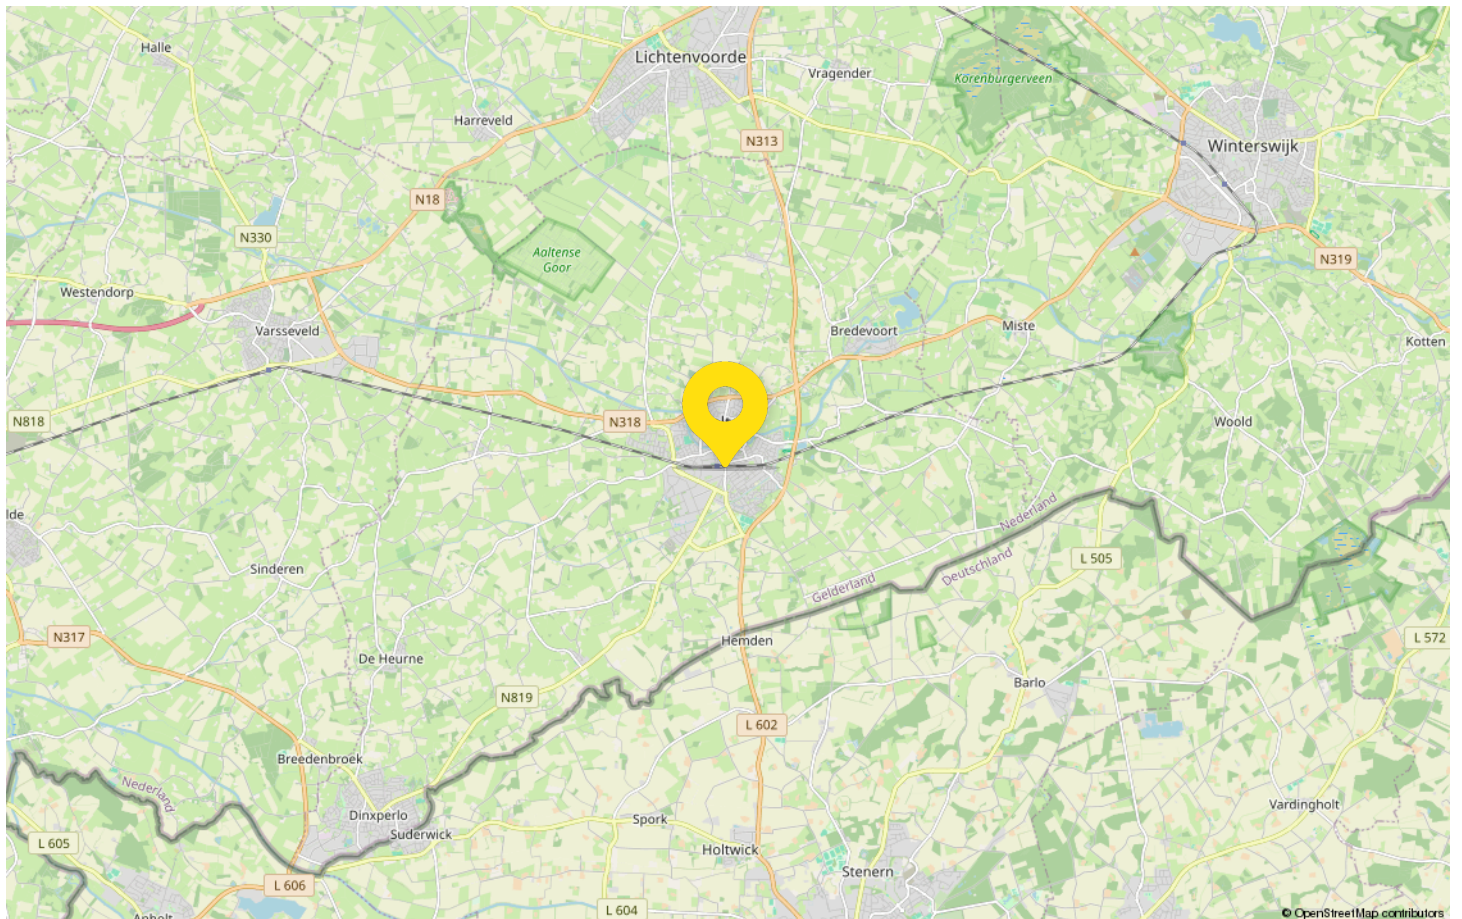 Halle
Lichtenvoorde
Vragender
Korenburgerveen
Harreveld
N313
Winterswijk
N18
N330
Aaltense
Goor
N319
Westendorp
Varsseveld
Bredevoort
Miste
Kotten
N818
N318
Woold
Nederland
Deutschland
Gelderland
L 505
Sinderen
N317
De Heurne
Hemden
L 572
N819
Barlo
L 602
Breedenbroek
Nederland
Dinxperlo
Suderwick
Spork
Vardingholt
L 605
Holtwick
Stenern
L 606
L 604
© OpenStreetMap contributors